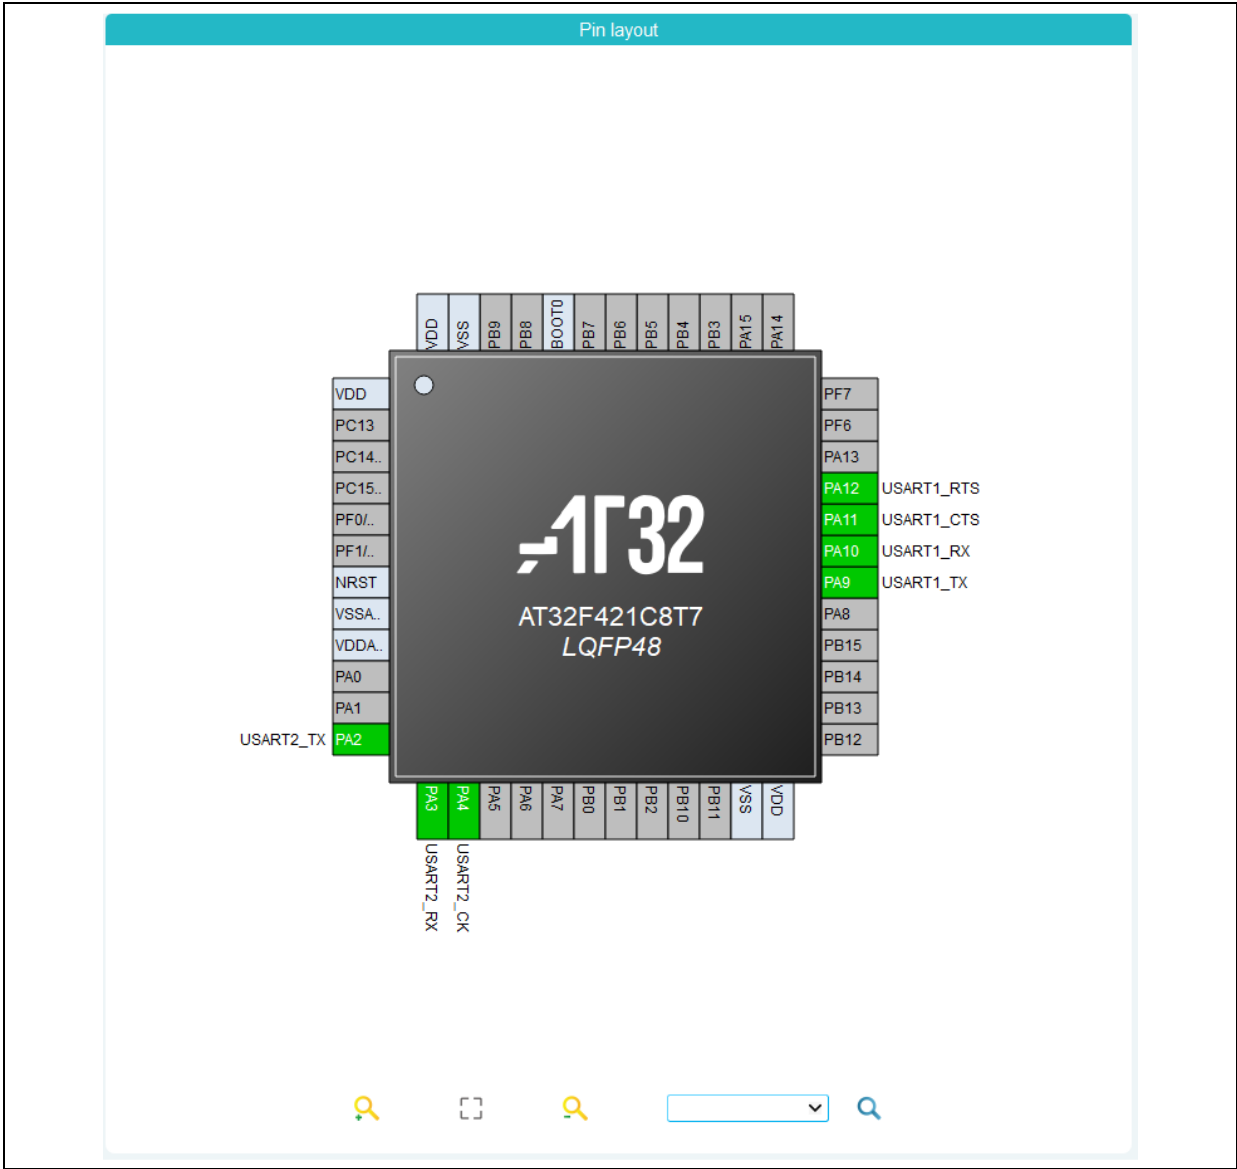 Pin layout
VDD
VSS
PB9
PB8
BOOT0
PB7
PB6
PB5
PB4
PB3
PA15
PA14
VDD
PC13
PC14..
PC15..
PF0/..
PF1/..
NRST
VSSA..
VDDA..
PA0
PA1
USART2_TX PA2
AT32
AT32F421C8T7
LQFP48
PF7
PF6
PA13
PA12 USART1_RTS
PA11 USART1_CTS
PA10 USART1_RX
PA9 USART1_TX
PA8
PB15
PB14
PB13
PB12
PA3 USART2_RX
PA4 USART2_CK
PA5
PA6
PA7
PB0
PB1
PB2
PB10
PB11
VSS
VDD